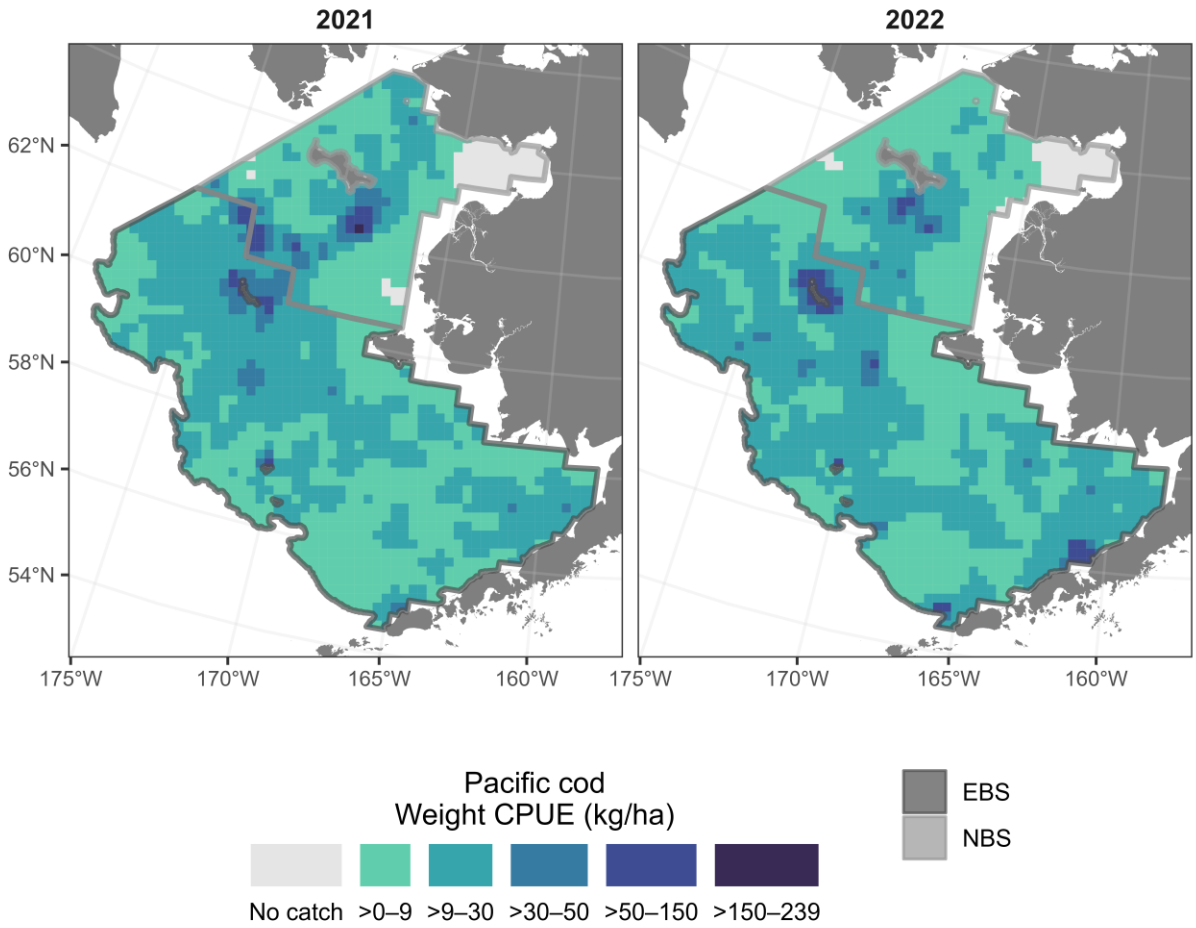 2021
2022
62°N
60°N
58°N
56°N
54°N
175°W
170°W
165°W
160°W
175°W
170°W
165°W
160°W
Pacific cod
Weight CPUE (kg/ha)
No catch
>0–9
>9–30
>30–50
>50–150
>150–239
EBS
NBS